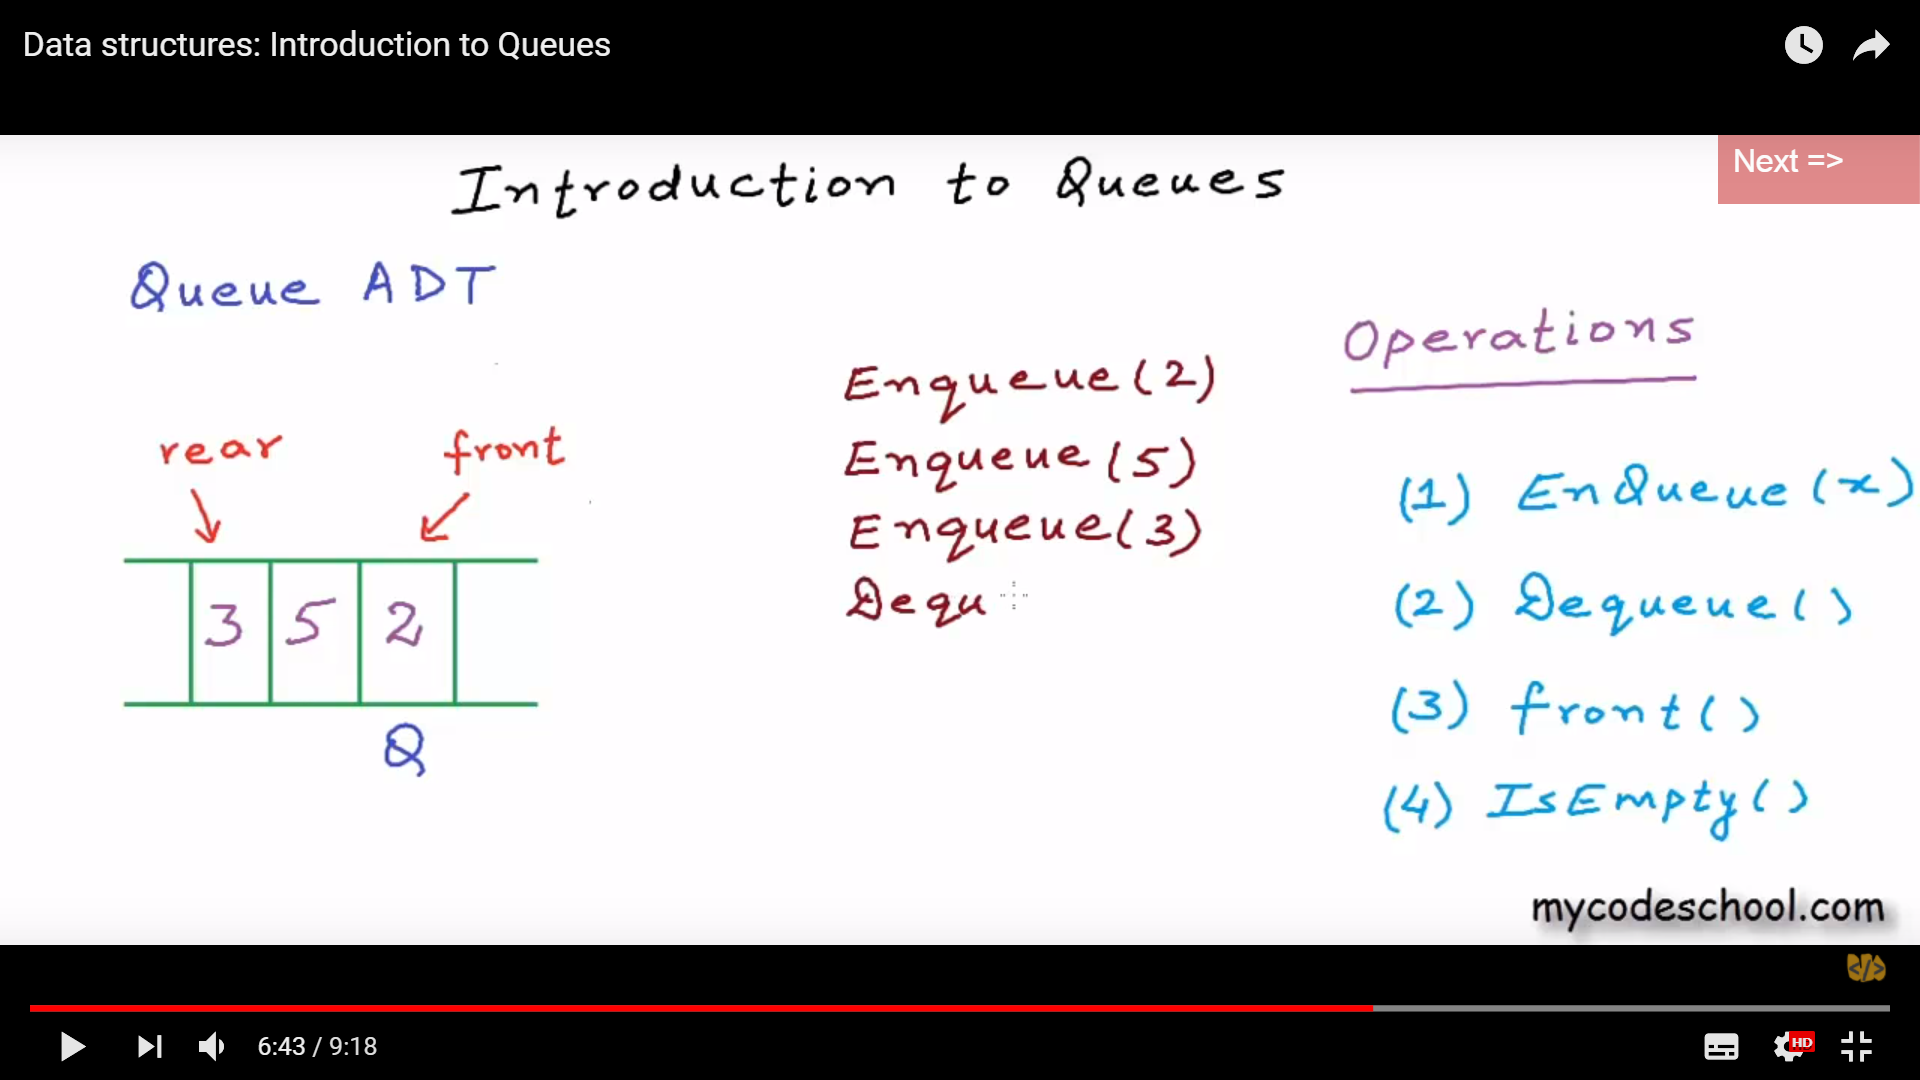 Data structures: Introduction to Queues
Next =>
Introduction to Queues
Queue ADT
Operations
rear
front
3 5 2
Q
Enqueue(2)
Enqueue(5)
Enqueue(3)
Dequ
(1) EnQueue(x)
(2) Dequeue()
(3) front()
(4) IsEmpty()
mycodeschool.com
</>
6:43 / 9:18
HD